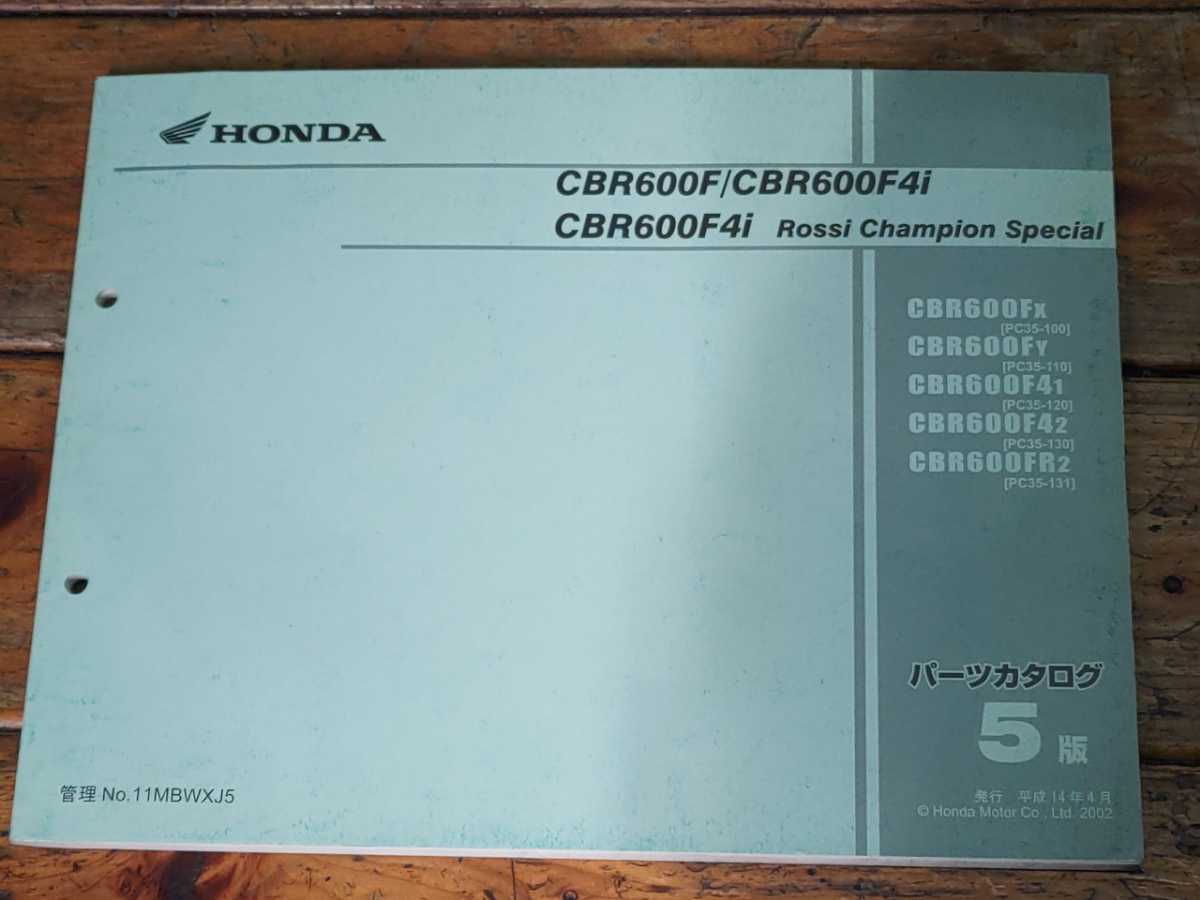 HONDA
CBR600F/CBR600F4i
CBR600F4i Rossi Champion Special
CBR600FX
[PC35-100]
CBR600FY
[PC35-110]
CBR600F41
[PC35-120]
CBR600F42
[PC35-130]
CBR600FR2
[PC35-131]
パーツカタログ
5版
管理 No.11MBWXJ5
発行 平成14年4月
© Honda Motor Co., Ltd. 2002